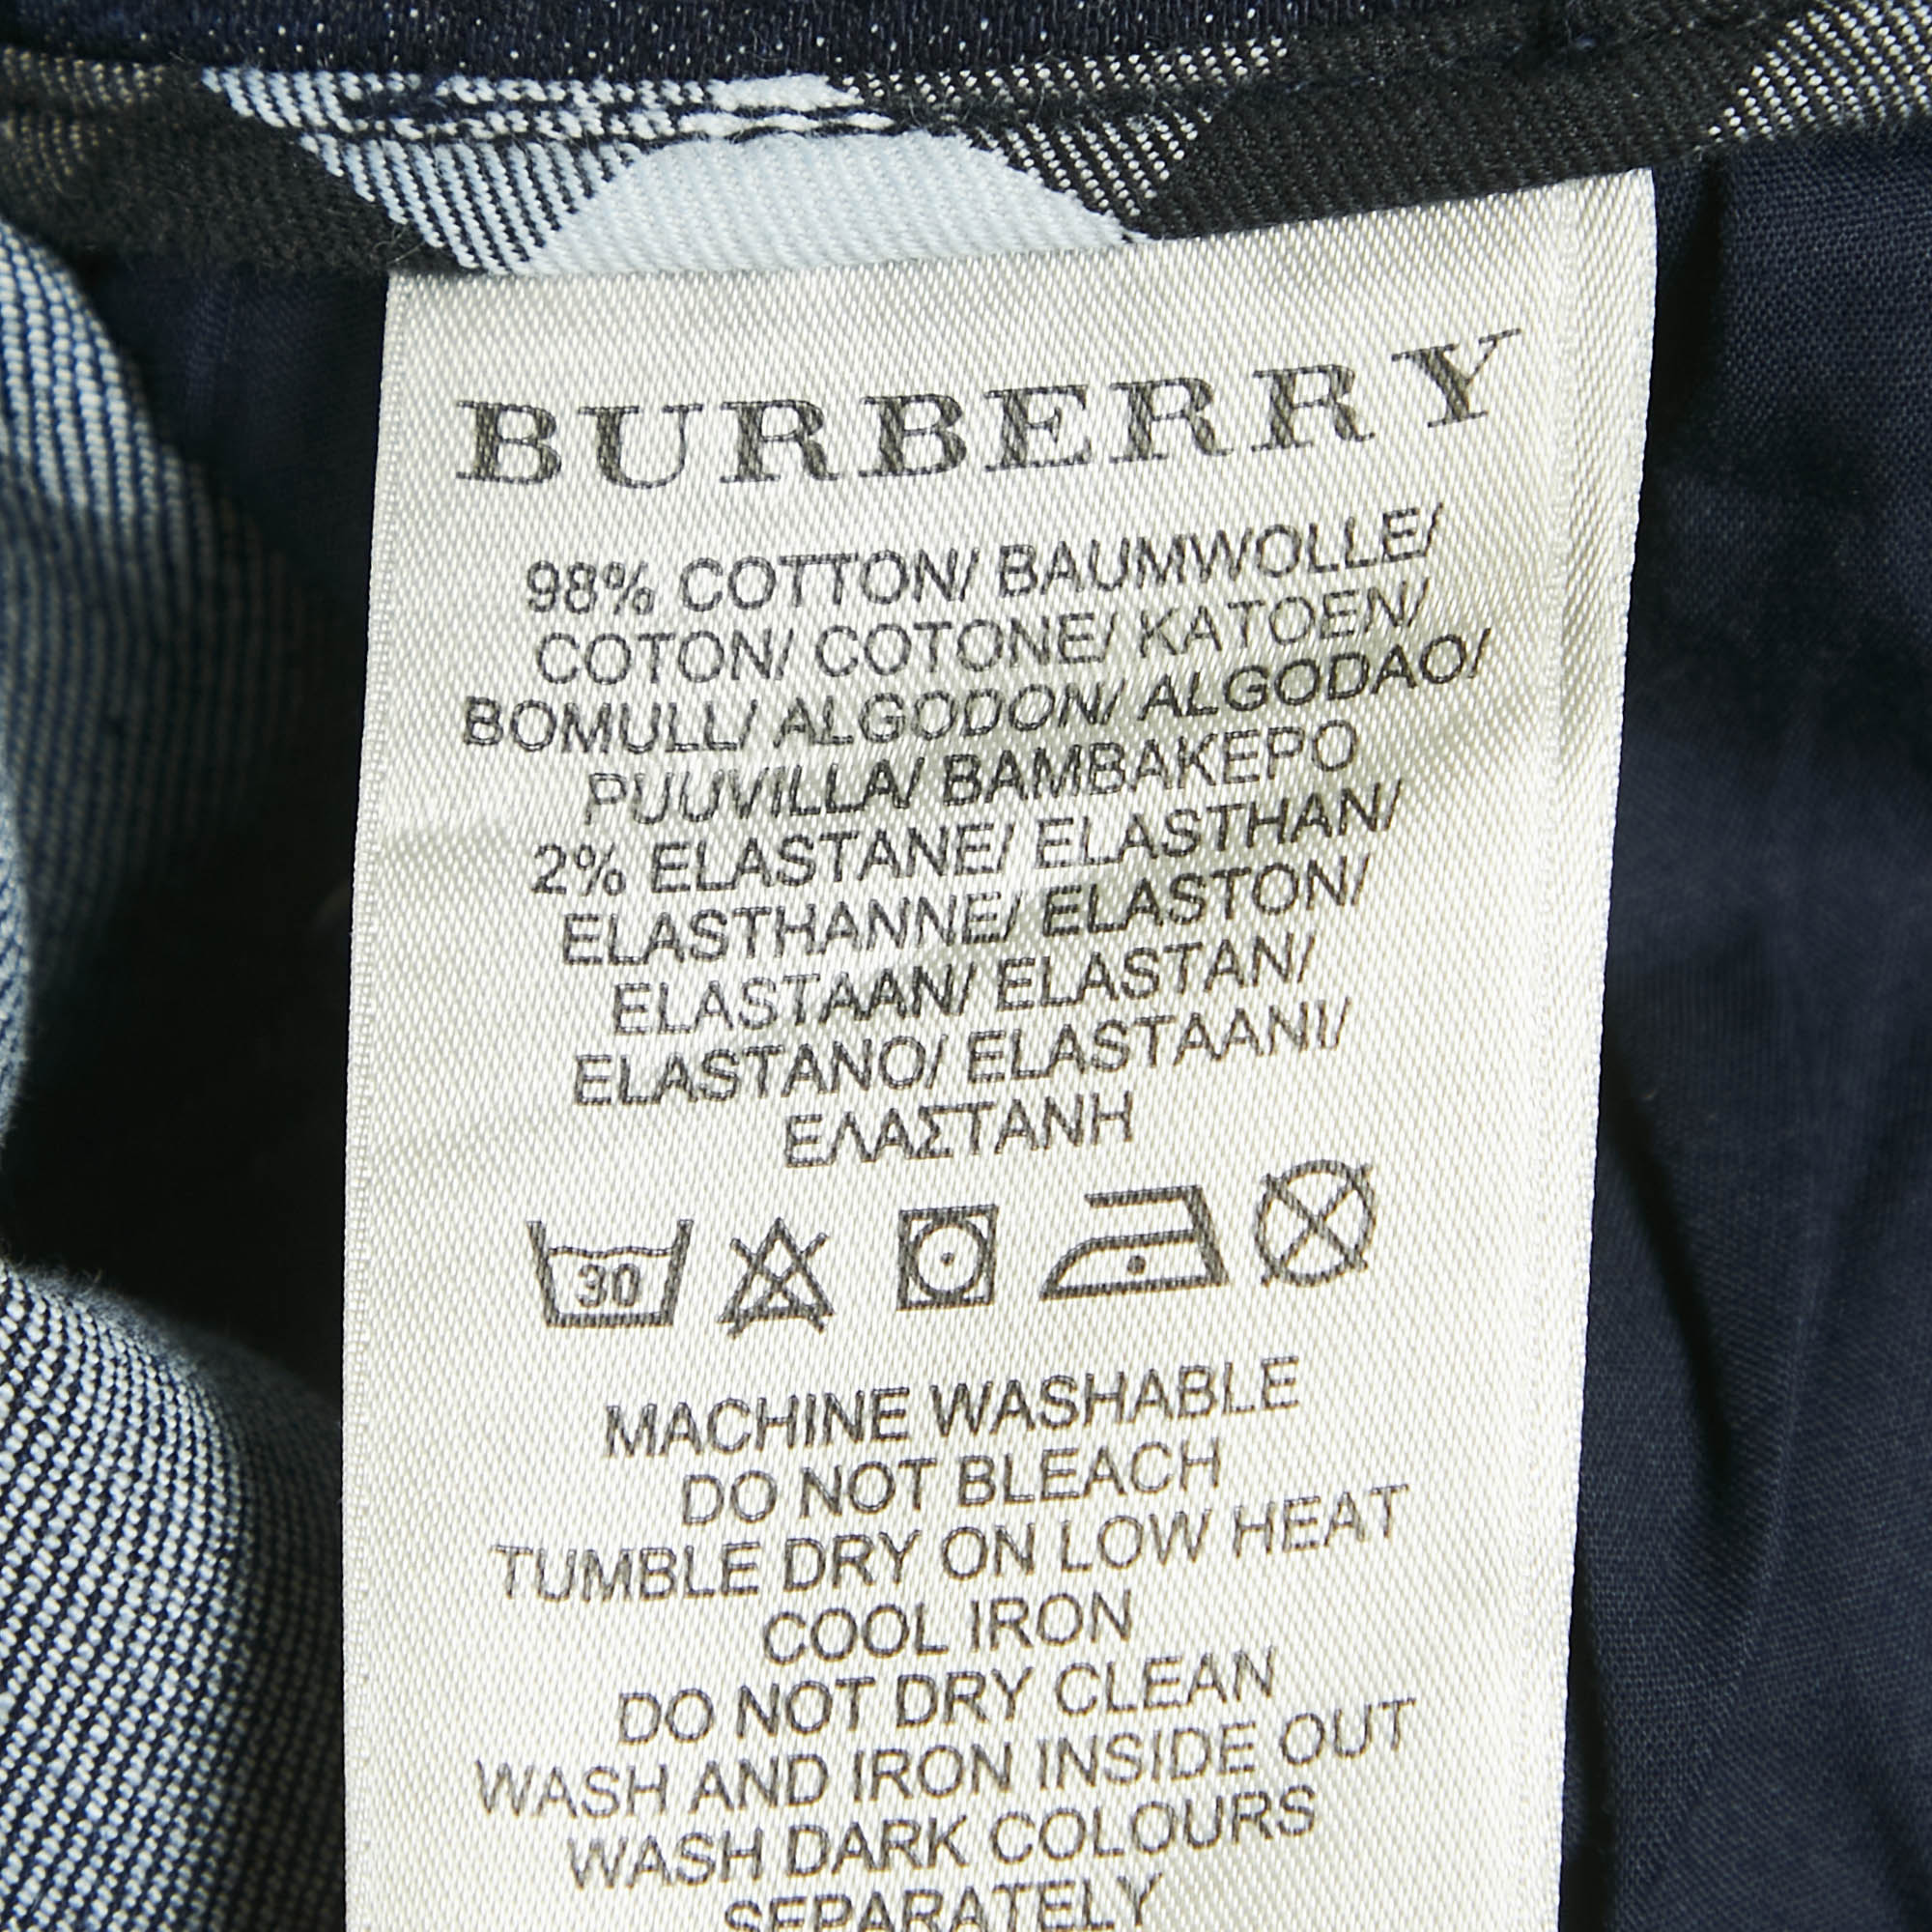 BURBERRY
98% COTTON/ BAUMWOLLE/
COTON/ COTONE/ KATOEN/
BOMULL/ ALGODON/ ALGODAO/
PUUVILLA/ BAMBAKEPO
2% ELASTANE/ ELASTHAN/
ELASTHANNE/ ELASTON/
ELASTAAN/ ELASTAN/
ELASTANO/ ELASTAANI/
ΕΛΑΣΤΑΝΗ
30
MACHINE WASHABLE
DO NOT BLEACH
TUMBLE DRY ON LOW HEAT
COOL IRON
DO NOT DRY CLEAN
WASH AND IRON INSIDE OUT
WASH DARK COLOURS
SEPARATELY